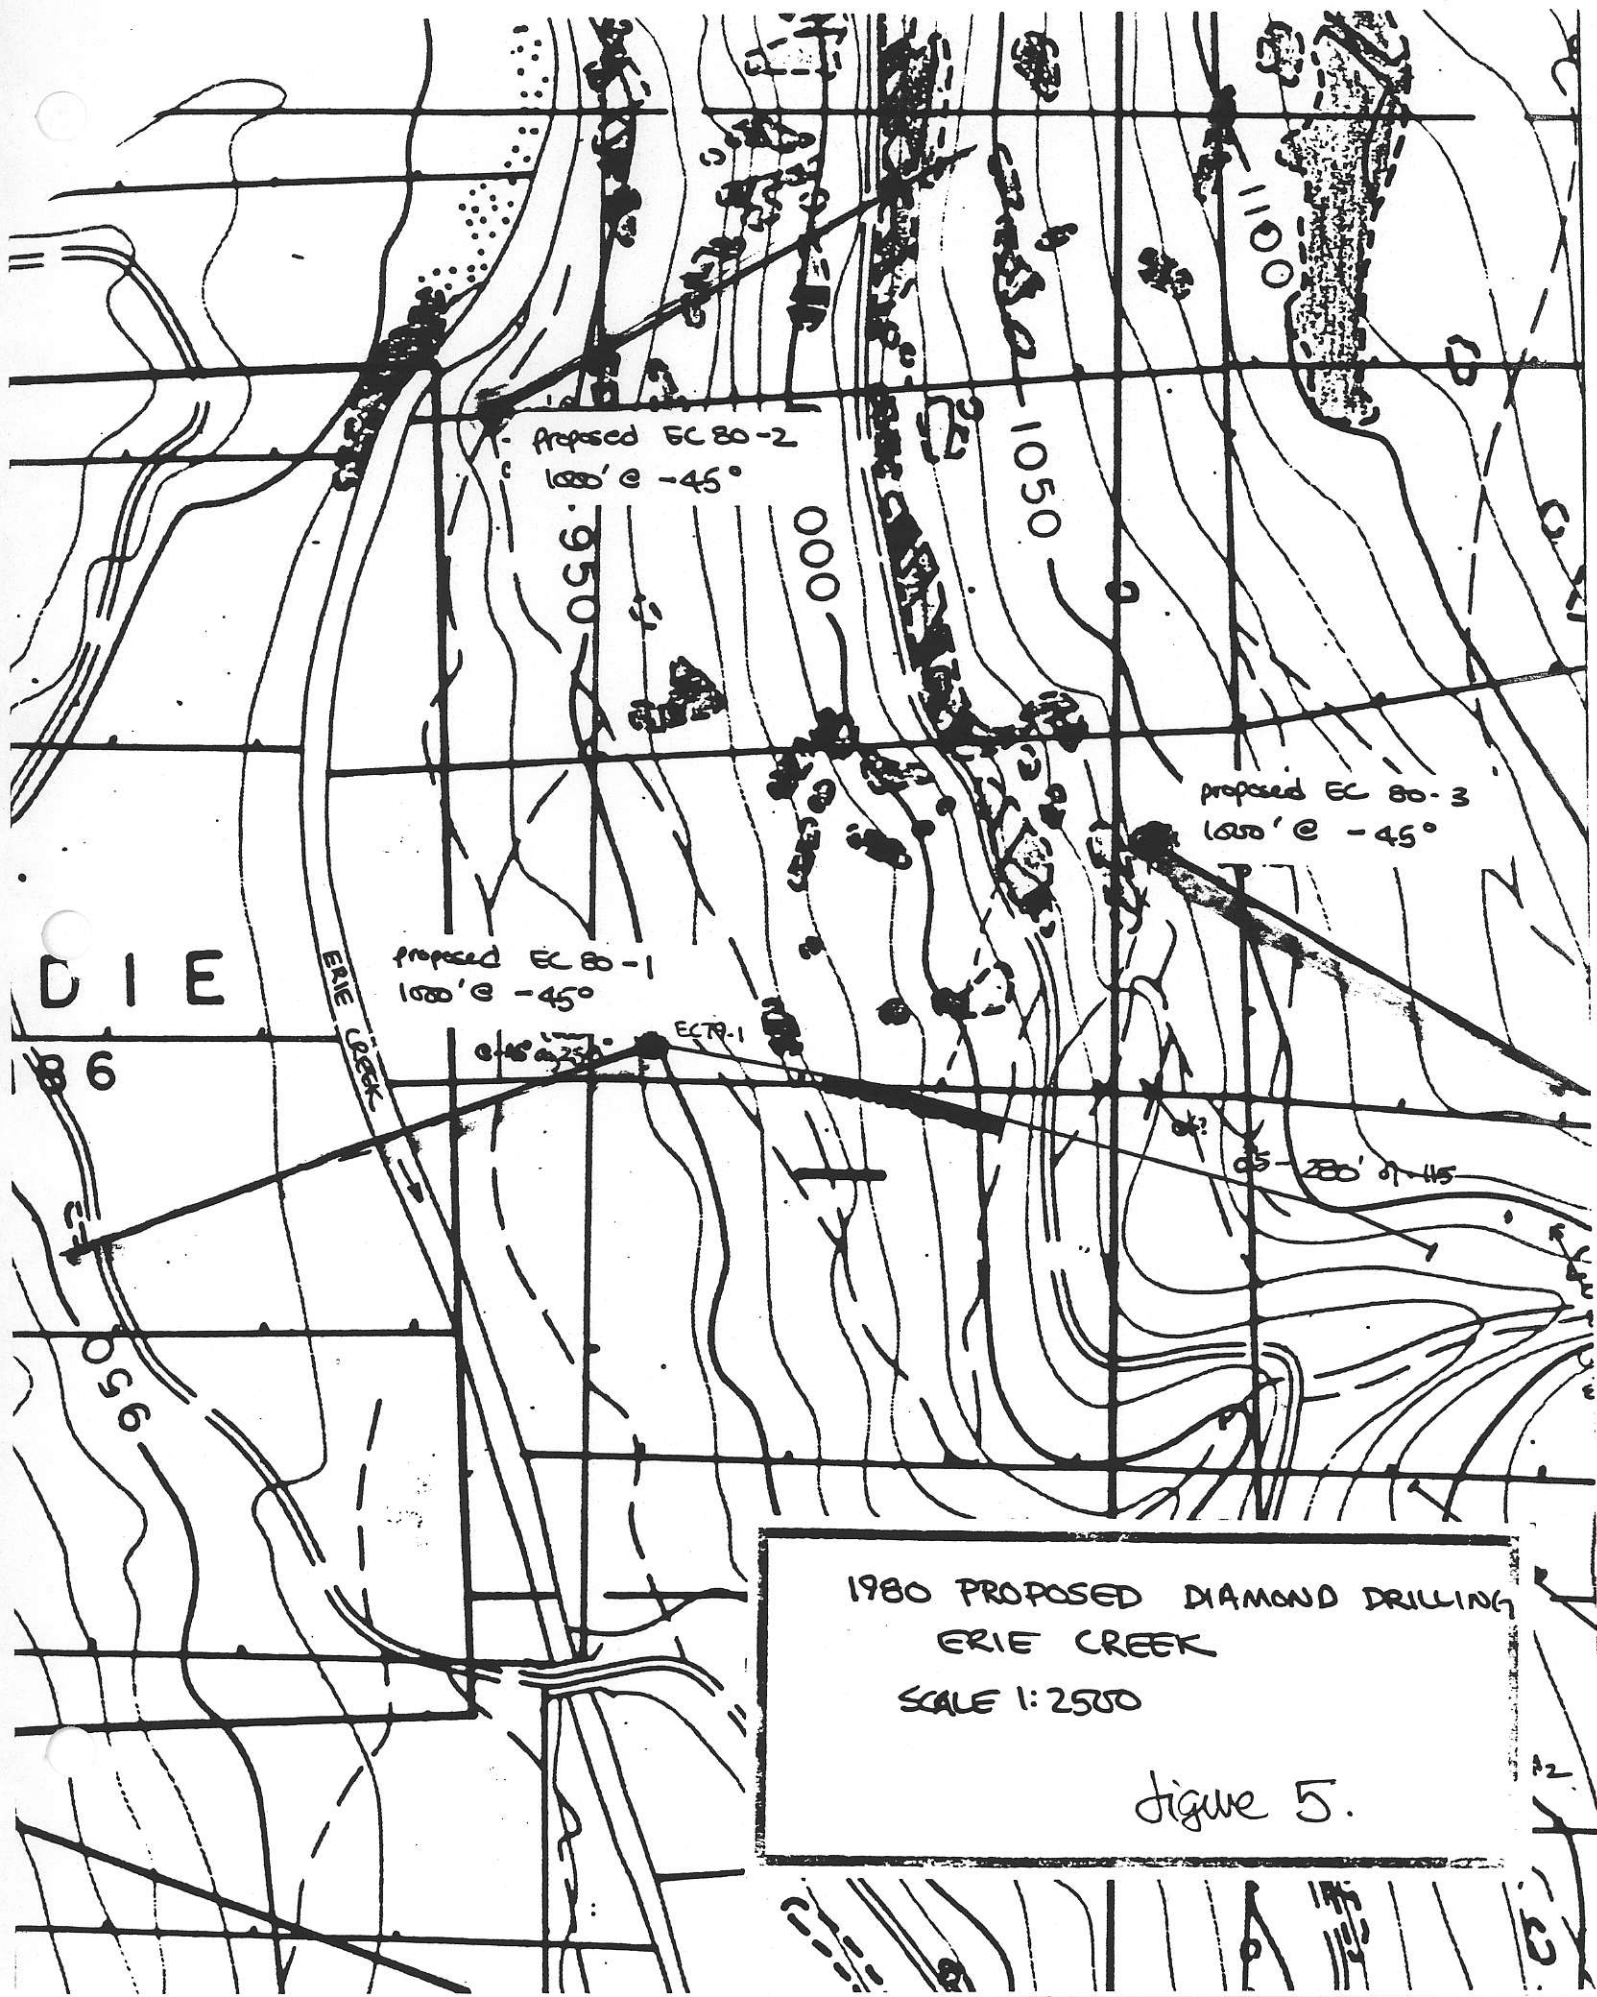 1100
proposed EC 80-2
1000' @ -45°
1050
950
000
proposed EC 80-3
1000' @ -45°
proposed EC 80-1
1000' @ -45°
ERIE CREEK
DIE
EC79-1
86
280'
950
1980 PROPOSED DIAMOND DRILLING
ERIE CREEK
SCALE 1:2500
figure 5.